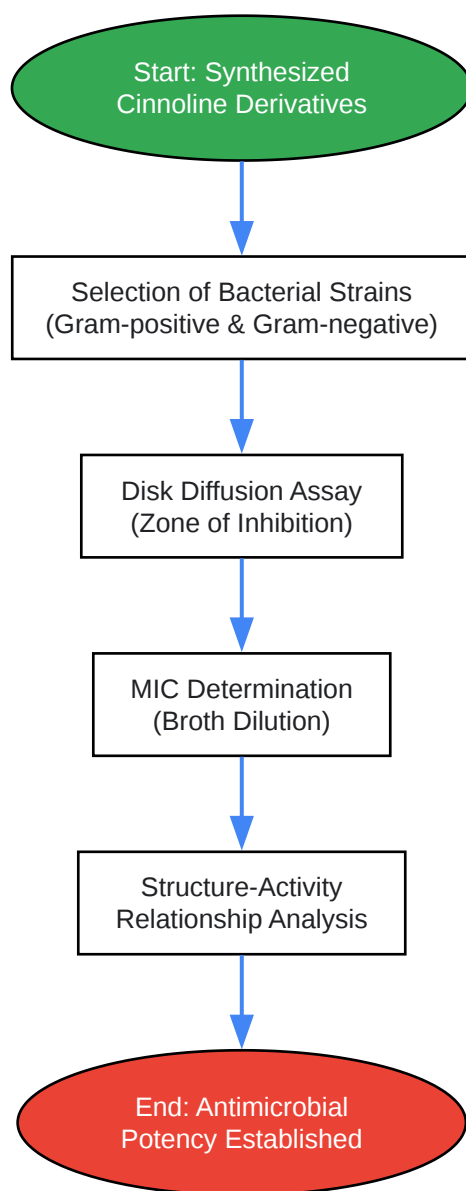 Start: Synthesized
Cinnoline Derivatives
Selection of Bacterial Strains
(Gram-positive & Gram-negative)
Disk Diffusion Assay
(Zone of Inhibition)
MIC Determination
(Broth Dilution)
Structure-Activity
Relationship Analysis
End: Antimicrobial
Potency Established